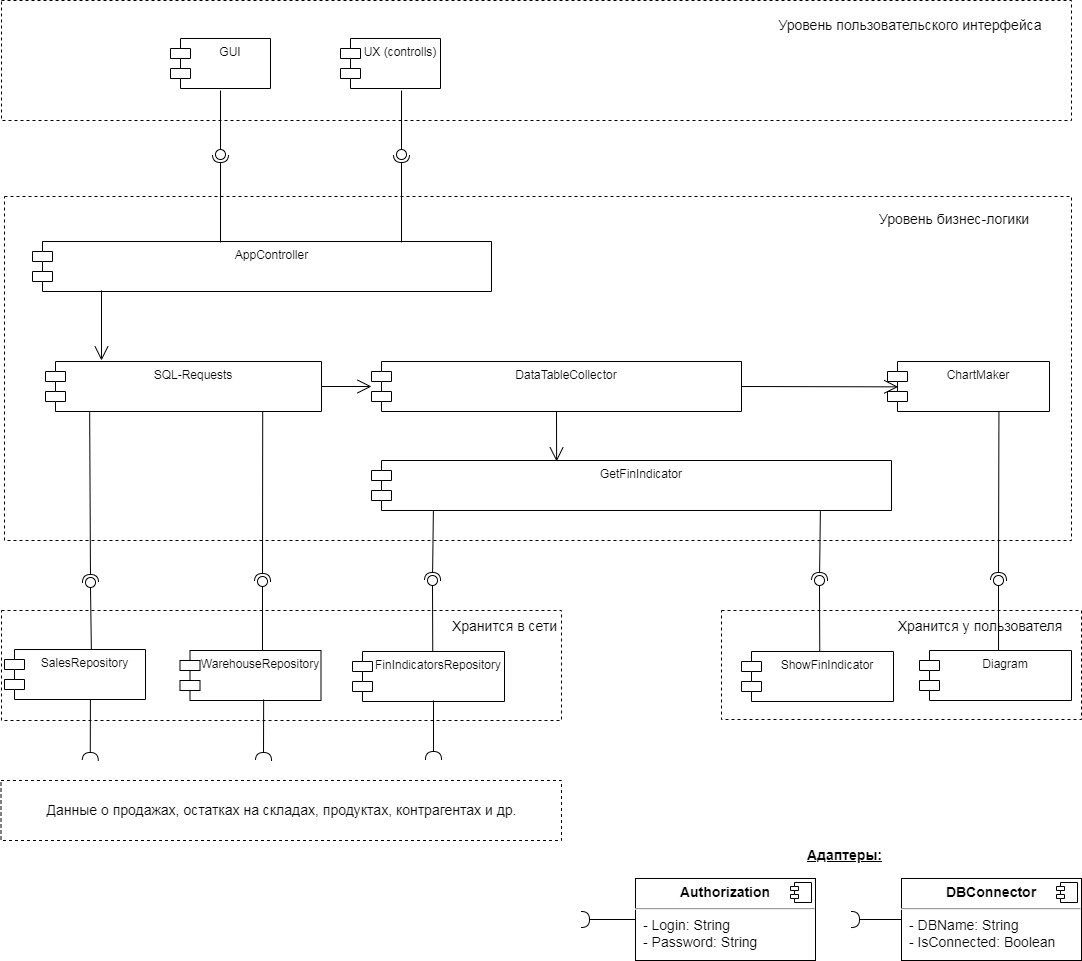 Уровень пользовательского интерфейса
GUI
UX (controlls)
Уровень бизнес-логики
AppController
SQL-Requests
DataTableCollector
ChartMaker
GetFinIndicator
Хранится в сети
Хранится у пользователя
SalesRepository
WarehouseRepository
FinIndicatorsRepository
ShowFinIndicator
Diagram
Данные о продажах, остатках на складах, продуктах, контрагентах и др.
Адаптеры:
Authorization
- Login: String
- Password: String
DBConnector
- DBName: String
- IsConnected: Boolean